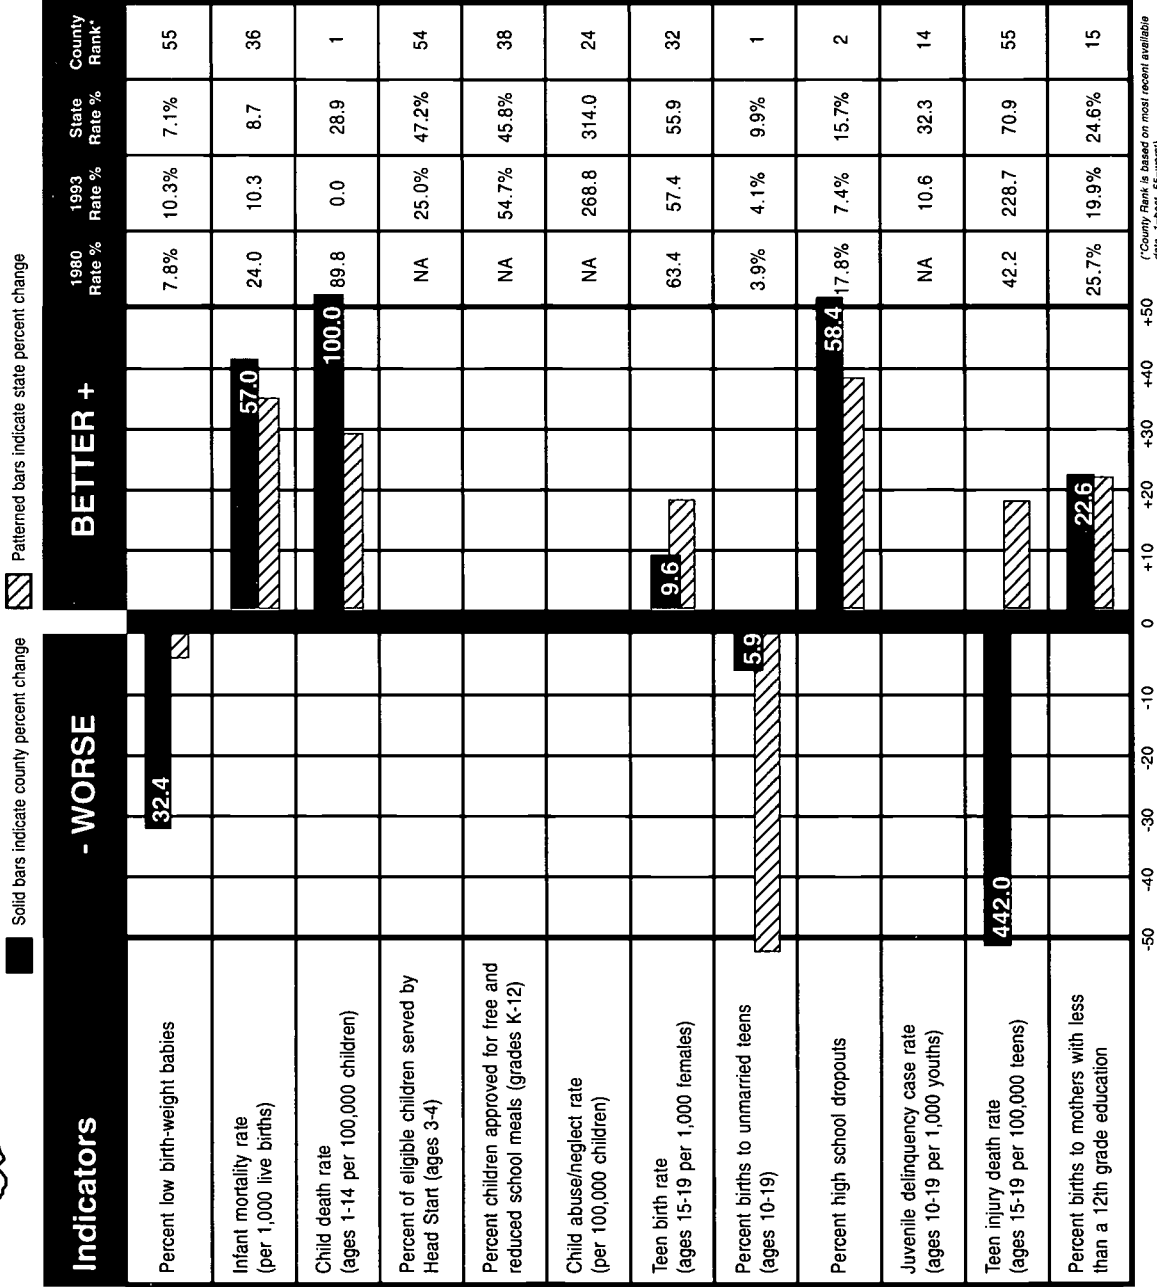 Solid bars indicate county percent change
Patterned bars indicate state percent change
Indicators
- WORSE
BETTER +
1980
Rate %
1993
Rate %
State
Rate %
County
Rank*
Percent low birth-weight babies
32.4
7.8%
10.3%
7.1%
55
Infant mortality rate
(per 1,000 live births)
57.0
24.0
10.3
8.7
36
Child death rate
(ages 1-14 per 100,000 children)
100.0
89.8
0.0
28.9
1
Percent of eligible children served by
Head Start (ages 3-4)
NA
25.0%
47.2%
54
Percent children approved for free and
reduced school meals (grades K-12)
NA
54.7%
45.8%
38
Child abuse/neglect rate
(per 100,000 children)
NA
268.8
314.0
24
Teen birth rate
(ages 15-19 per 1,000 females)
9.6
63.4
57.4
55.9
32
Percent births to unmarried teens
(ages 10-19)
5.9
3.9%
4.1%
9.9%
1
Percent high school dropouts
58.4
17.8%
7.4%
15.7%
2
Juvenile delinquency case rate
(ages 10-19 per 1,000 youths)
NA
10.6
32.3
14
Teen injury death rate
(ages 15-19 per 100,000 teens)
442.0
42.2
228.7
70.9
55
Percent births to mothers with less
than a 12th grade education
22.6
25.7%
19.9%
24.6%
15
-50
-40
-30
-20
-10
0
+10
+20
+30
+40
+50
(*County Rank is based on most recent available